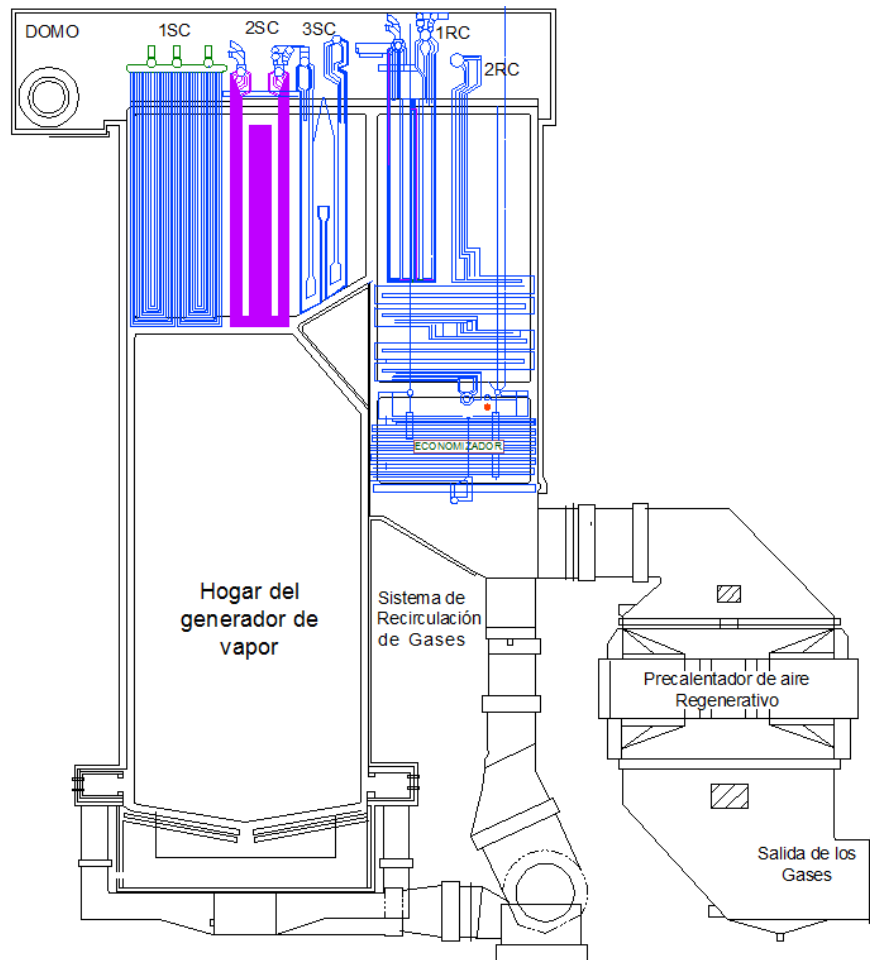 DOMO
1SC
2SC
3SC
1RC
2RC
ECONOMIZADOR
Hogar del
generador de
vapor
Sistema de
Recirculación
de Gases
Precalentador de aire
Regenerativo
Salida de los
Gases